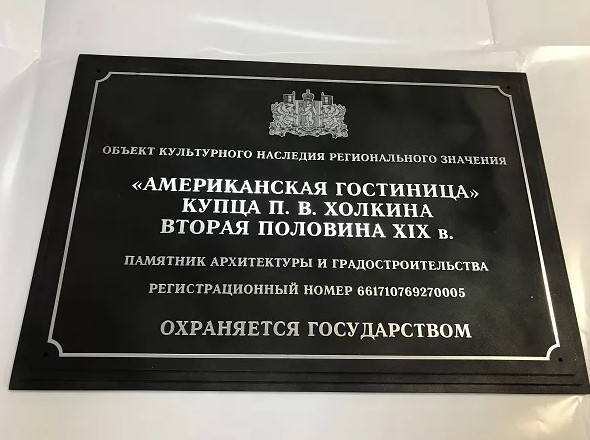 ОБЪЕКТ КУЛЬТУРНОГО НАСЛЕДИЯ РЕГИОНАЛЬНОГО ЗНАЧЕНИЯ
«АМЕРИКАНСКАЯ ГОСТИНИЦА»
КУПЦА П. В. ХОЛКИНА
ВТОРАЯ ПОЛОВИНА XIX в.
ПАМЯТНИК АРХИТЕКТУРЫ И ГРАДОСТРОИТЕЛЬСТВА
РЕГИСТРАЦИОННЫЙ НОМЕР 661710769270005
ОХРАНЯЕТСЯ ГОСУДАРСТВОМ